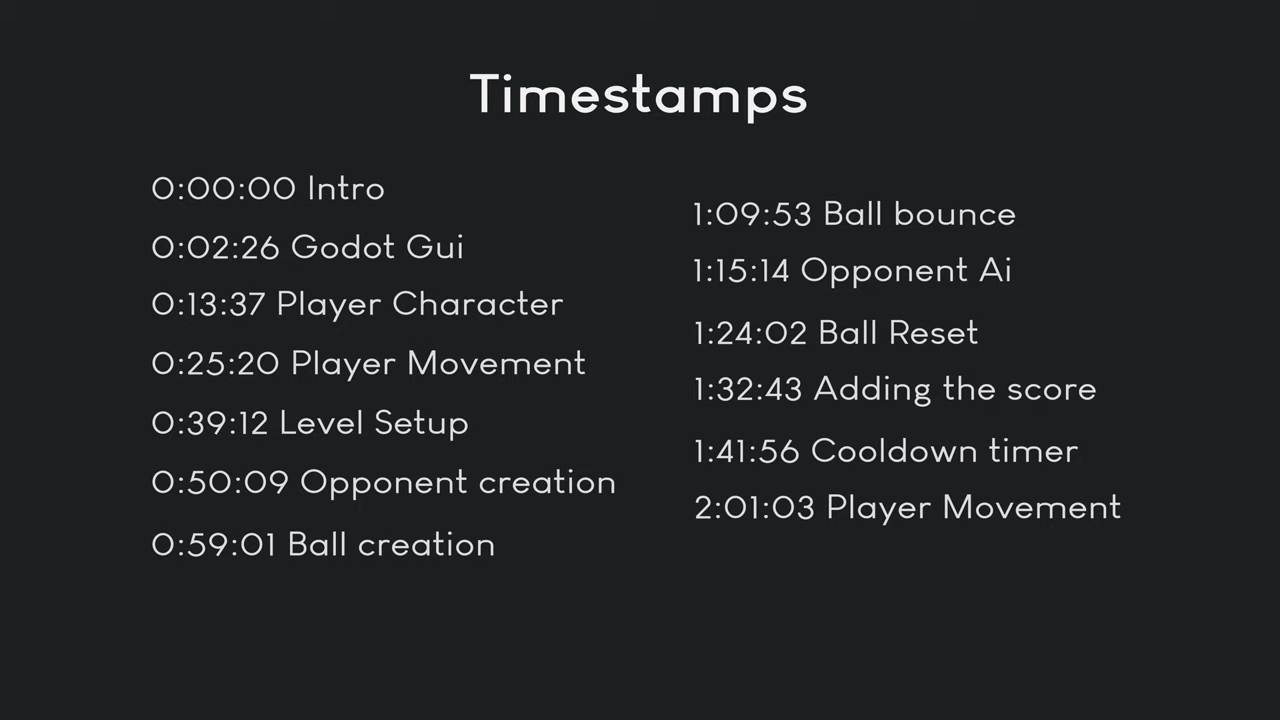 Timestamps
0:00:00 Intro
0:02:26 Godot Gui
0:13:37 Player Character
0:25:20 Player Movement
0:39:12 Level Setup
0:50:09 Opponent creation
0:59:01 Ball creation
1:09:53 Ball bounce
1:15:14 Opponent Ai
1:24:02 Ball Reset
1:32:43 Adding the score
1:41:56 Cooldown timer
2:01:03 Player Movement